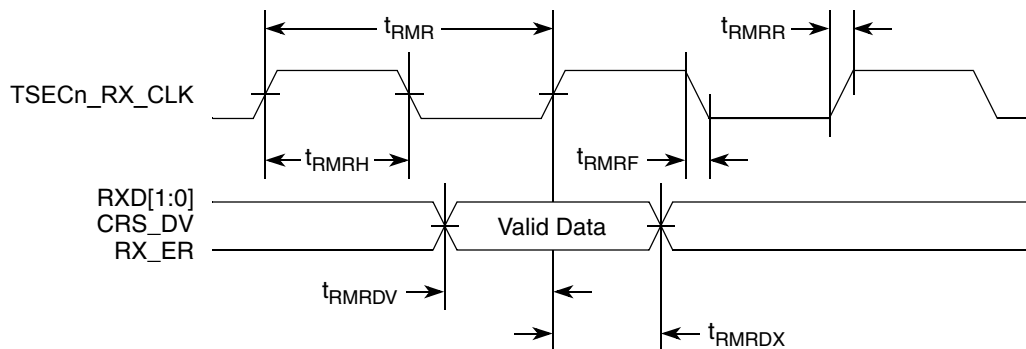 tRMR
tRMRR
TSECn_RX_CLK
tRMRH
tRMRF
RXD[1:0]
CRS_DV
RX_ER
Valid Data
tRMRDV
tRMRDX